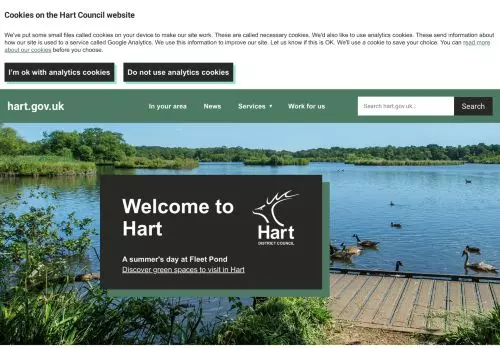 Cookies on the Hart Council website
We've put some small files called cookies on your device to make our site work. These are called necessary cookies. We'd also like to use analytics cookies. These send information
about how our site is used to a service called Google Analytics. We use this information to improve our site. Let us know if this is OK. We'll use a cookie to save your choice. You can read more
about our cookies before you choose.
I'm ok with analytics cookies
Do not use analytics cookies
hart.gov.uk
In your area
News
Services
Work for us
Search hart.gov.uk...
Search
Welcome to
Hart
Hart
DISTRICT COUNCIL
A summer's day at Fleet Pond
Discover green spaces to visit in Hart